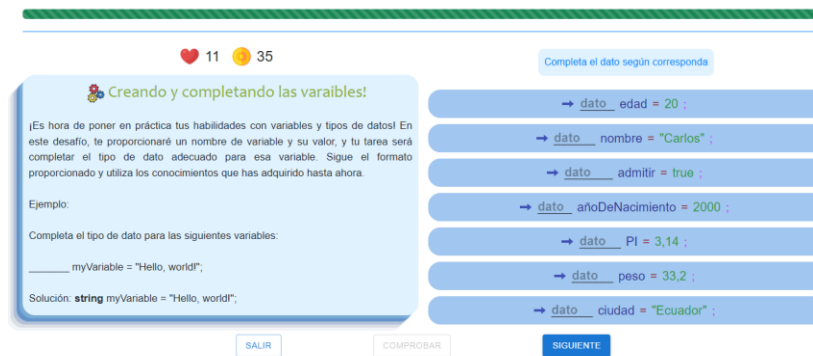 11 35
Creando y completando las varaibles!
¡Es hora de poner en práctica tus habilidades con variables y tipos de datos! En
este desafío, te proporcionaré un nombre de variable y su valor, y tu tarea será
completar el tipo de dato adecuado para esa variable. Sigue el formato
proporcionado y utiliza los conocimientos que has adquirido hasta ahora.
Ejemplo:
Completa el tipo de dato para las siguientes variables:
_______ myVariable = "Hello, world!";
Solución: string myVariable = "Hello, world!";
Completa el dato según corresponda
→ dato edad = 20 ;
→ dato nombre = "Carlos" ;
→ dato admitir = true ;
→ dato añoDeNacimiento = 2000 ;
→ dato PI = 3,14 ;
→ dato peso = 33,2 ;
→ dato ciudad = "Ecuador" ;
SALIR
COMPROBAR
SIGUIENTE